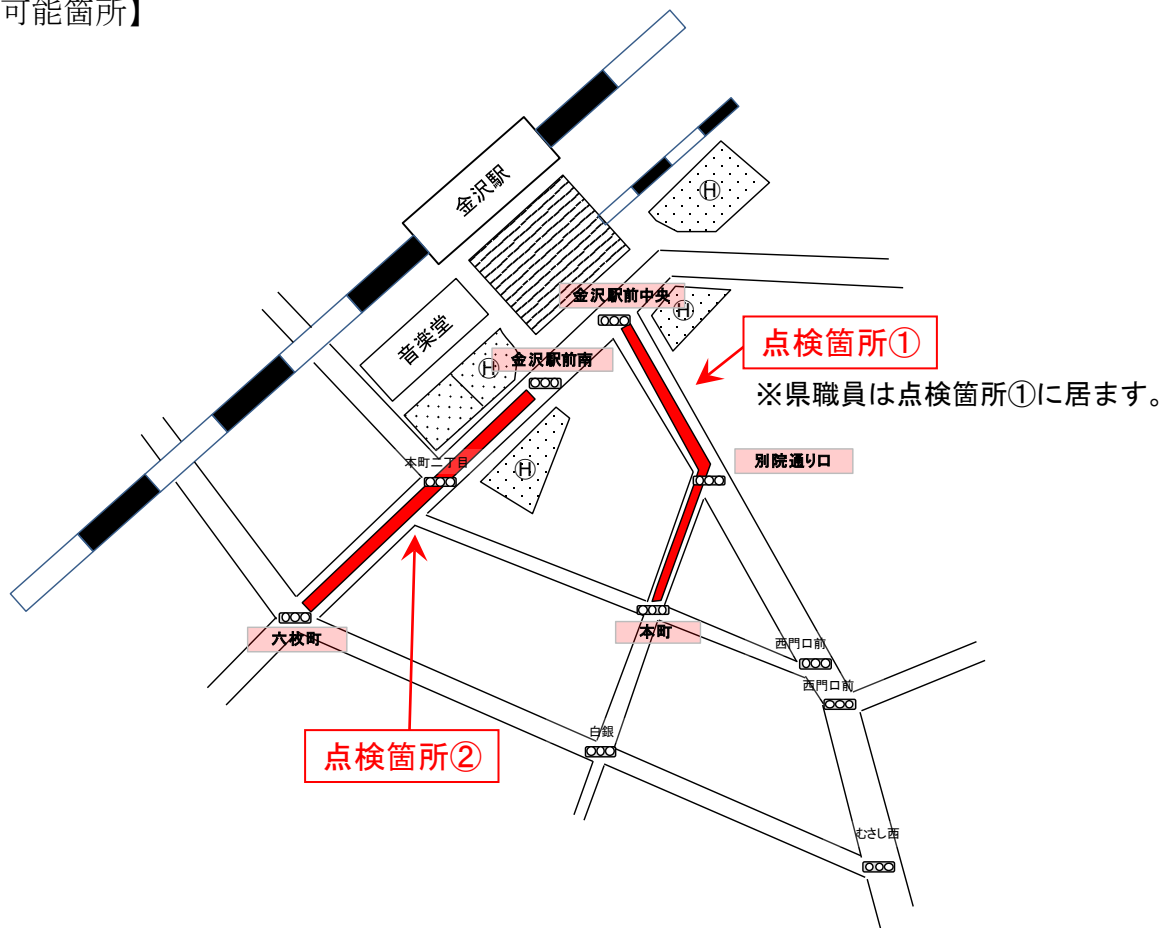 可能箇所】
金沢駅
Ⓗ
金沢駅前中央
Ⓗ
音楽堂
Ⓗ
金沢駅前南
点検箇所①
※県職員は点検箇所①に居ます。
本町二丁目
Ⓗ
別院通り口
六枚町
本町
西門口前
西門口前
白銀
点検箇所②
むさし西